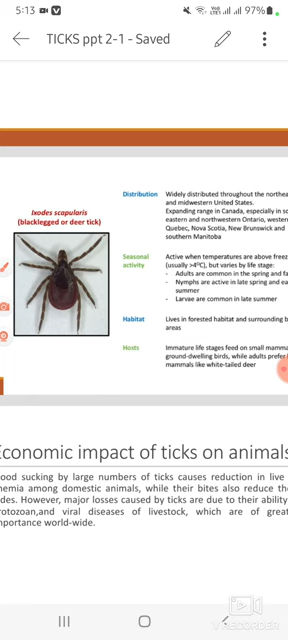 5:13
97%
TICKS ppt 2-1 – Saved
Ixodes scapularis
(blacklegged or deer tick)
Distribution
Widely distributed throughout the northea
and midwestern United States.
Expanding range in Canada, especially in so
eastern and northwestern Ontario, western
Quebec, Nova Scotia, New Brunswick and
southern Manitoba
Seasonal
activity
Active when temperatures are above freez
(usually >4°C), but varies by life stage:
- Adults are common in the spring and fa
- Nymphs are active in late spring and ea
summer
- Larvae are common in late summer
Habitat
Lives in forested habitat and surrounding b
areas
Hosts
Immature life stages feed on small mamma
ground-dwelling birds, while adults prefer l
mammals like white-tailed deer
Economic impact of ticks on animals
ood sucking by large numbers of ticks causes reduction in live
nemia among domestic animals, while their bites also reduce the
ides. However, major losses caused by ticks are due to their ability
rotozoan,and viral diseases of livestock, which are of great
mportance world-wide.